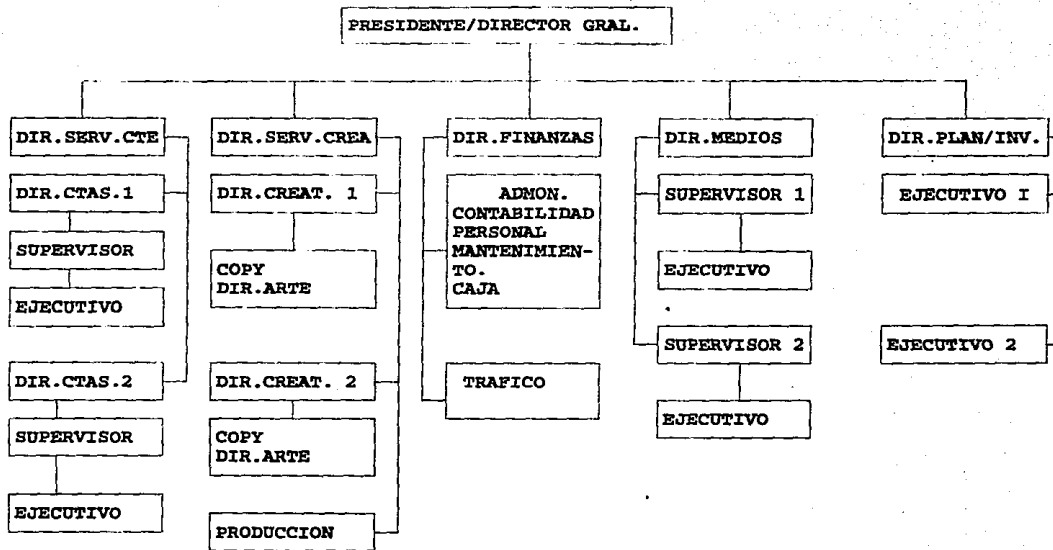 PRESIDENTE/DIRECTOR GRAL.
DIR.SERV.CTE
DIR.CTAS.1
SUPERVISOR
EJECUTIVO
DIR.CTAS.2
SUPERVISOR
EJECUTIVO
DIR.SERV.CREA
DIR.CREAT. 1
COPY
DIR.ARTE
DIR.CREAT. 2
COPY
DIR.ARTE
PRODUCCION
DIR.FINANZAS
ADMON.
CONTABILIDAD
PERSONAL
MANTENIMIEN-
TO.
CAJA
TRAFICO
DIR.MEDIOS
SUPERVISOR 1
EJECUTIVO
SUPERVISOR 2
EJECUTIVO
DIR.PLAN/INV.
EJECUTIVO I
EJECUTIVO 2